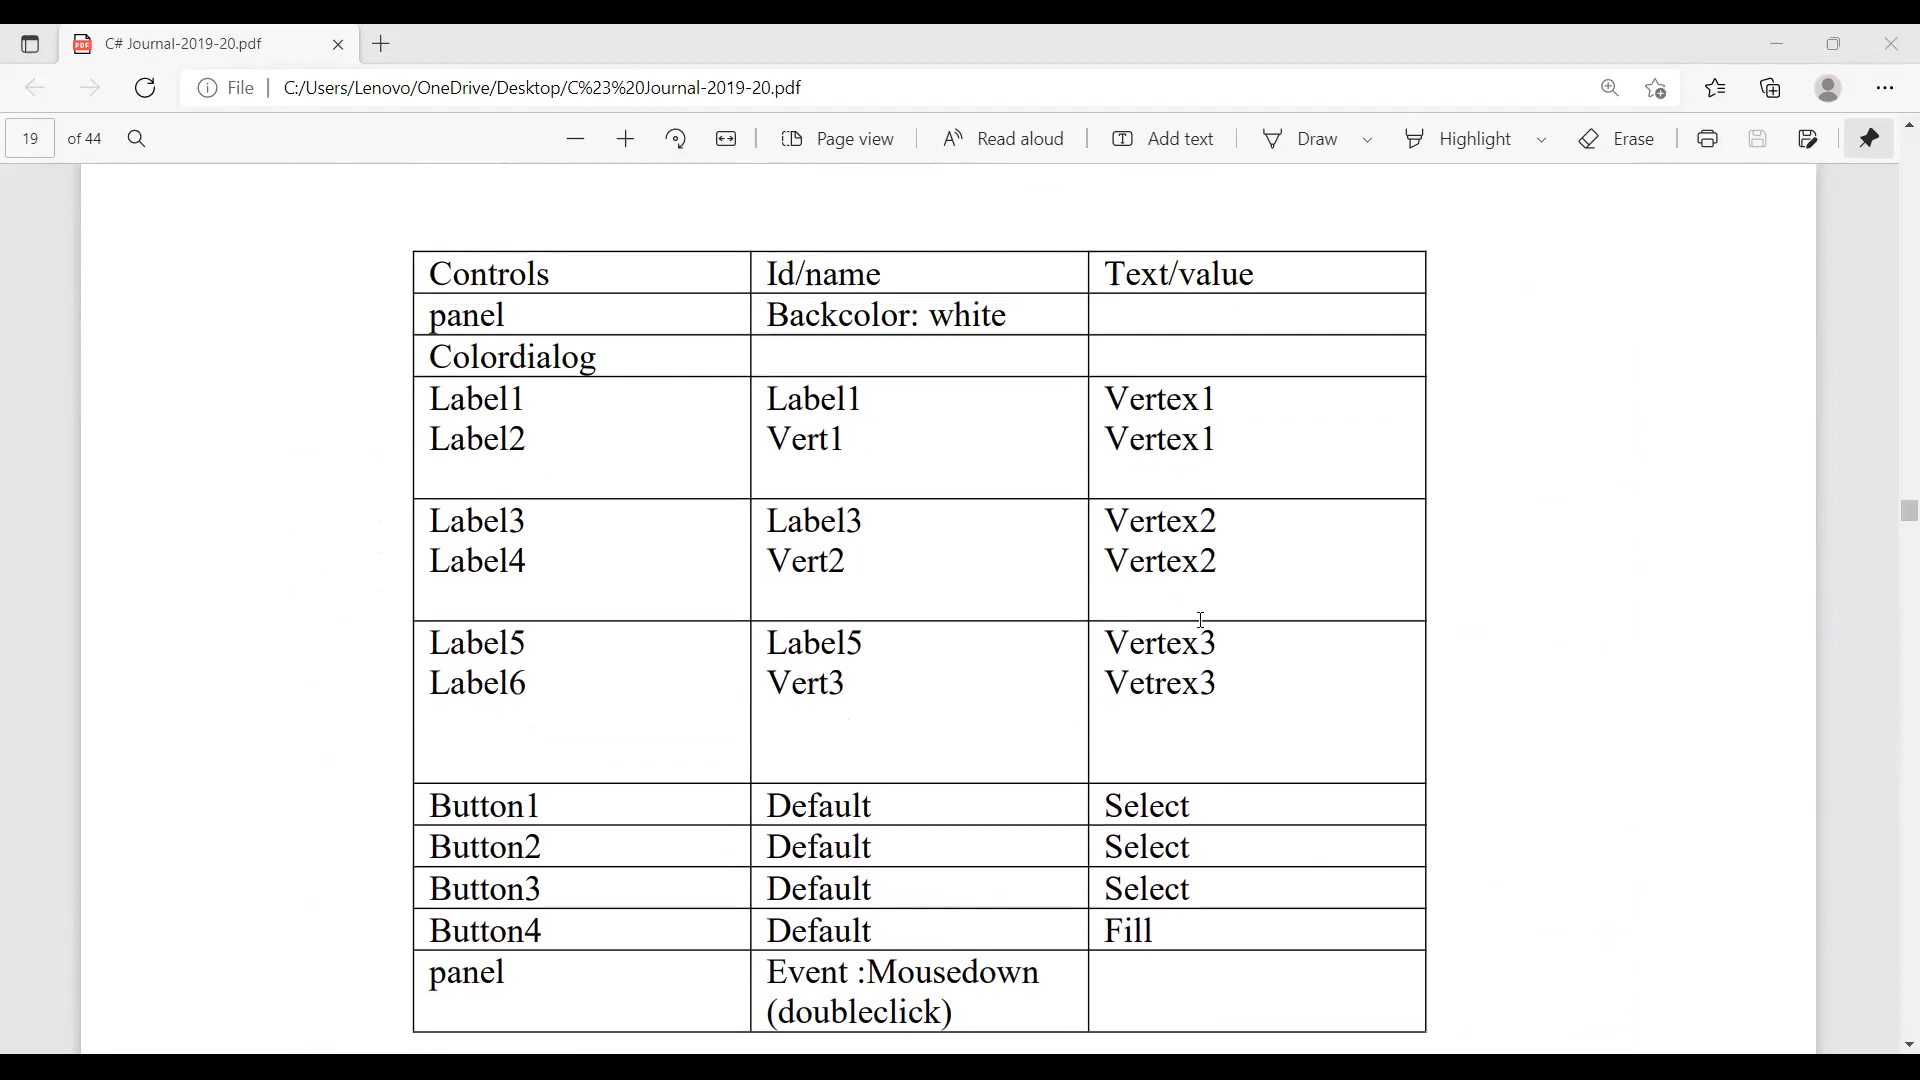 C# Journal-2019-20.pdf
File | C:/Users/Lenovo/OneDrive/Desktop/C%23%20Journal-2019-20.pdf
19 of 44 Page view Read aloud Add text Draw Highlight Erase
Controls Id/name Text/value
panel Backcolor: white
Colordialog
Label1 Label1 Vertex1
Label2 Vert1 Vertex1
Label3 Label3 Vertex2
Label4 Vert2 Vertex2
Label5 Label5 Vertex3
Label6 Vert3 Vetrex3
Button1 Default Select
Button2 Default Select
Button3 Default Select
Button4 Default Fill
panel Event :Mousedown
(doubleclick)